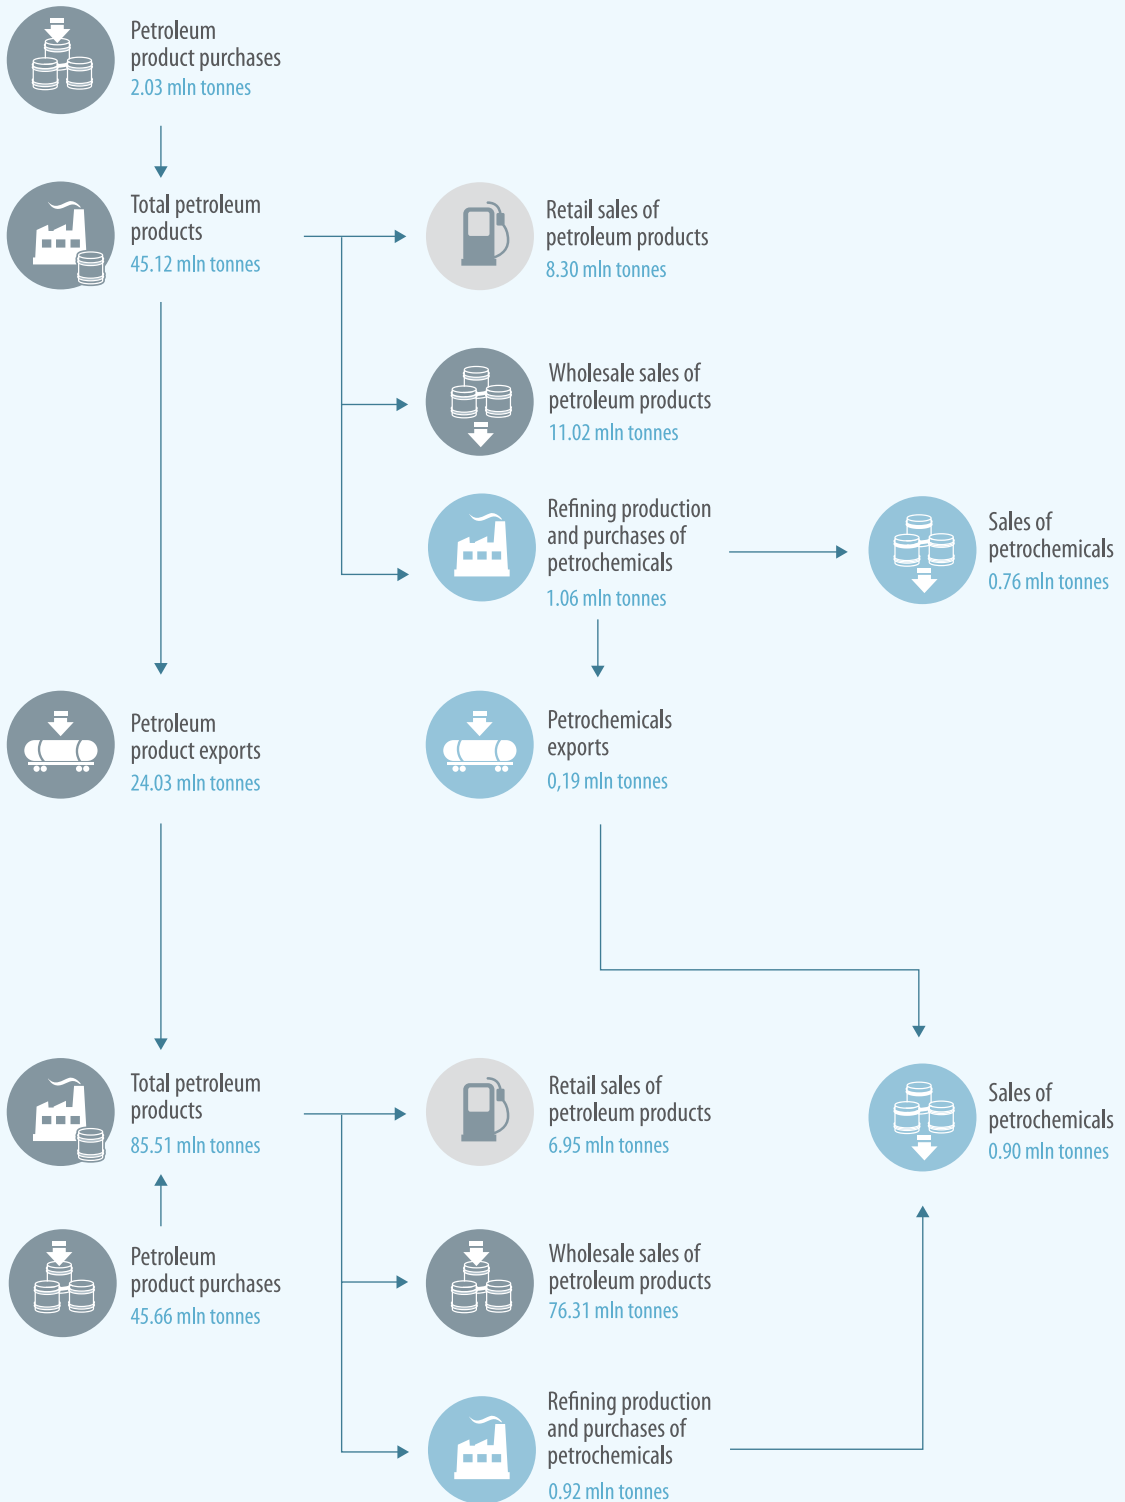 Petroleum
product purchases
2.03 mln tonnes
Total petroleum
products
45.12 mln tonnes
Retail sales of
petroleum products
8.30 mln tonnes
Wholesale sales of
petroleum products
11.02 mln tonnes
Refining production
and purchases of
petrochemicals
1.06 mln tonnes
Sales of
petrochemicals
0.76 mln tonnes
Petroleum
product exports
24.03 mln tonnes
Petrochemicals
exports
0,19 mln tonnes
Total petroleum
products
85.51 mln tonnes
Retail sales of
petroleum products
6.95 mln tonnes
Sales of
petrochemicals
0.90 mln tonnes
Petroleum
product purchases
45.66 mln tonnes
Wholesale sales of
petroleum products
76.31 mln tonnes
Refining production
and purchases of
petrochemicals
0.92 mln tonnes